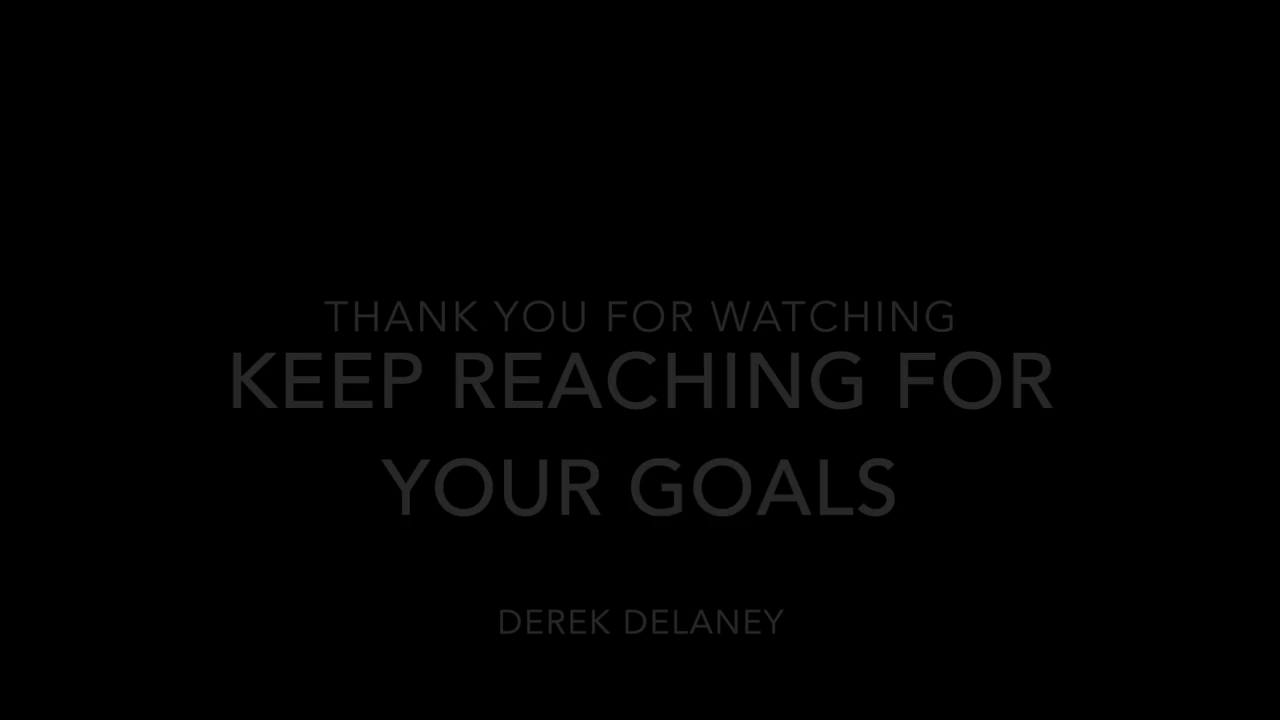 THANK YOU FOR WATCHING
KEEP REACHING FOR
YOUR GOALS
DEREK DELANEY